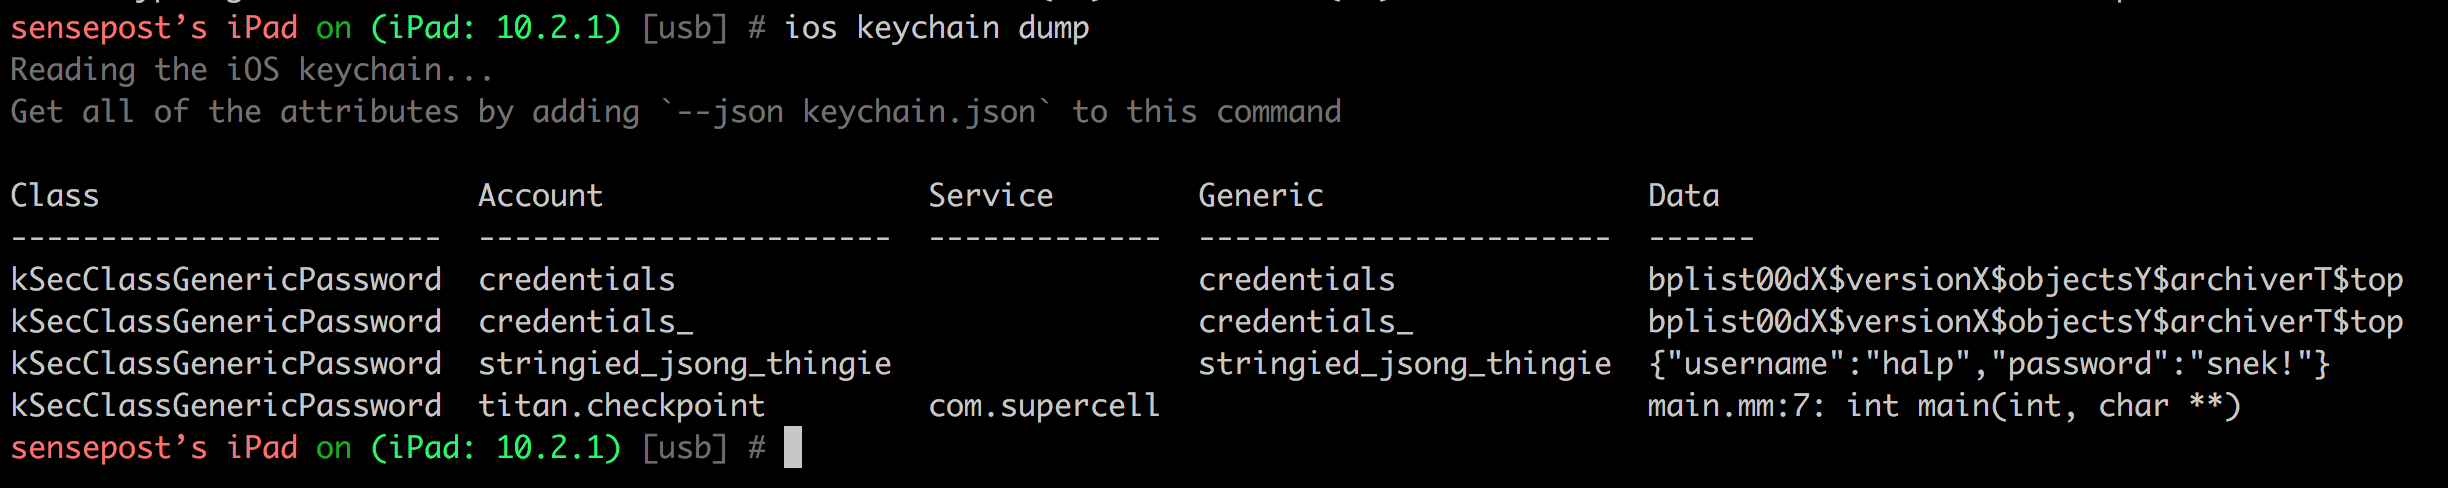 sensepost’s iPad on (iPad: 10.2.1) [usb] # ios keychain dump
Reading the iOS keychain...
Get all of the attributes by adding `--json keychain.json` to this command
Class Account Service Generic Data
------------------------ ----------------------- ------------- ----------------------- ------
kSecClassGenericPassword credentials credentials bplist00dX$versionX$objectsY$archiverT$top
kSecClassGenericPassword credentials_ credentials_ bplist00dX$versionX$objectsY$archiverT$top
kSecClassGenericPassword stringied_jsong_thingie stringied_jsong_thingie {"username":"halp","password":"snek!"}
kSecClassGenericPassword titan.checkpoint com.supercell main.mm:7: int main(int, char **)
sensepost’s iPad on (iPad: 10.2.1) [usb] #